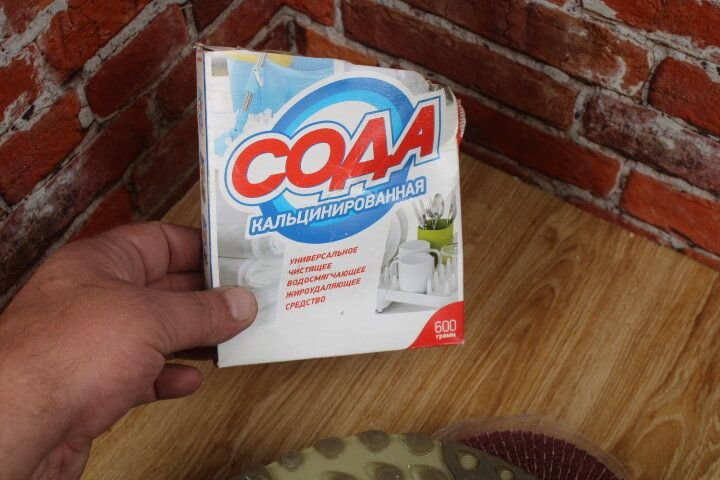 СОДА
КАЛЬЦИНИРОВАННАЯ
УНИВЕРСАЛЬНОЕ
ЧИСТЯЩЕЕ
ВОДОСМЯГЧАЮЩЕЕ
ЖИРОУДАЛЯЮЩЕЕ
СРЕДСТВО
600
грамм